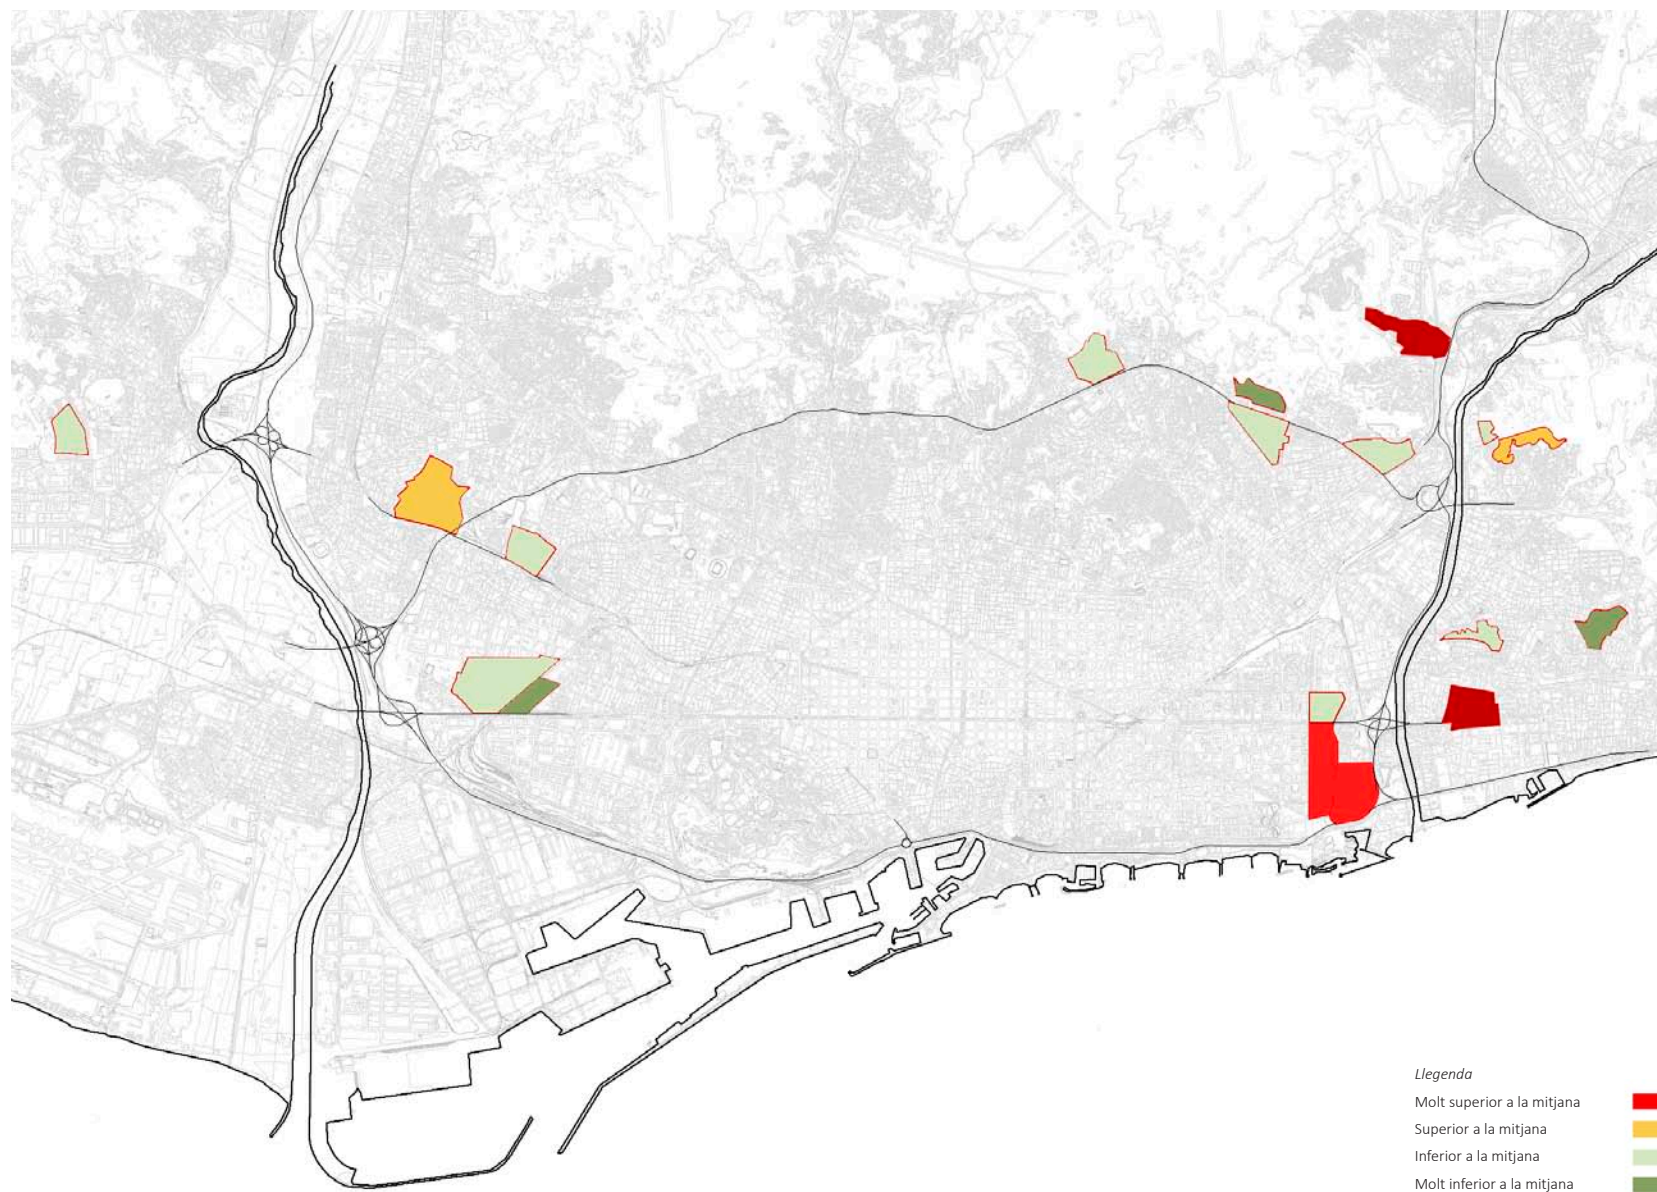 Llegenda
Molt superior a la mitjana
Superior a la mitjana
Inferior a la mitjana
Molt inferior a la mitjana